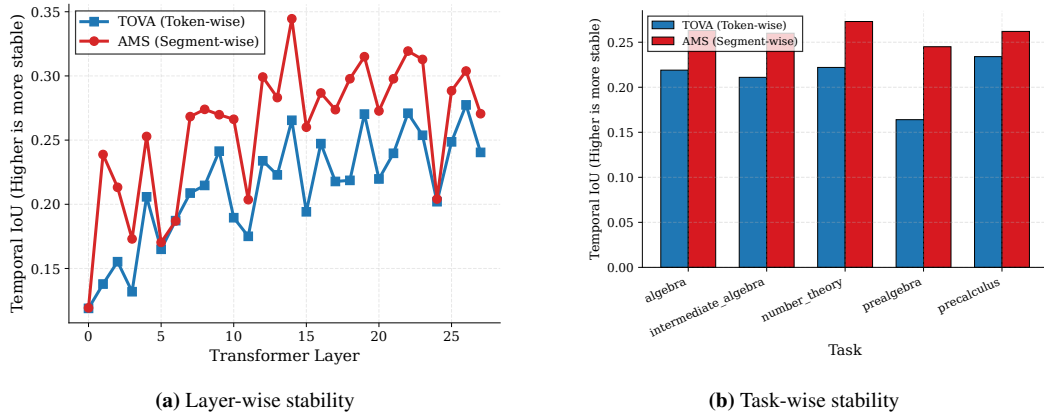 TOVA (Token-wise)
AMS (Segment-wise)
Temporal IoU (Higher is more stable)
0.35
0.30
0.25
0.20
0.15
0 5 10 15 20 25
Transformer Layer
(a) Layer-wise stability
TOVA (Token-wise)
AMS (Segment-wise)
Temporal IoU (Higher is more stable)
0.25
0.20
0.15
0.10
0.05
0.00
algebra
intermediate_algebra
number_theory
prealgebra
precalculus
Task
(b) Task-wise stability